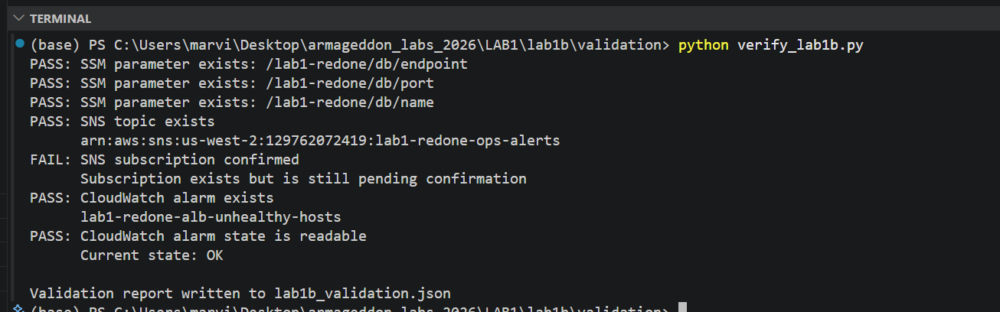 TERMINAL
(base) PS C:\Users\marvi\Desktop\armageddon_labs_2026\LAB1\lab1b\validation> python verify_lab1b.py
PASS: SSM parameter exists: /lab1-redone/db/endpoint
PASS: SSM parameter exists: /lab1-redone/db/port
PASS: SSM parameter exists: /lab1-redone/db/name
PASS: SNS topic exists
arn:aws:sns:us-west-2:129762072419:lab1-redone-ops-alerts
FAIL: SNS subscription confirmed
Subscription exists but is still pending confirmation
PASS: CloudWatch alarm exists
lab1-redone-alb-unhealthy-hosts
PASS: CloudWatch alarm state is readable
Current state: OK
Validation report written to lab1b_validation.json
(base) PS C:\Users\marvi\Desktop\armageddon_labs_2026\LAB1\lab1b\validation>